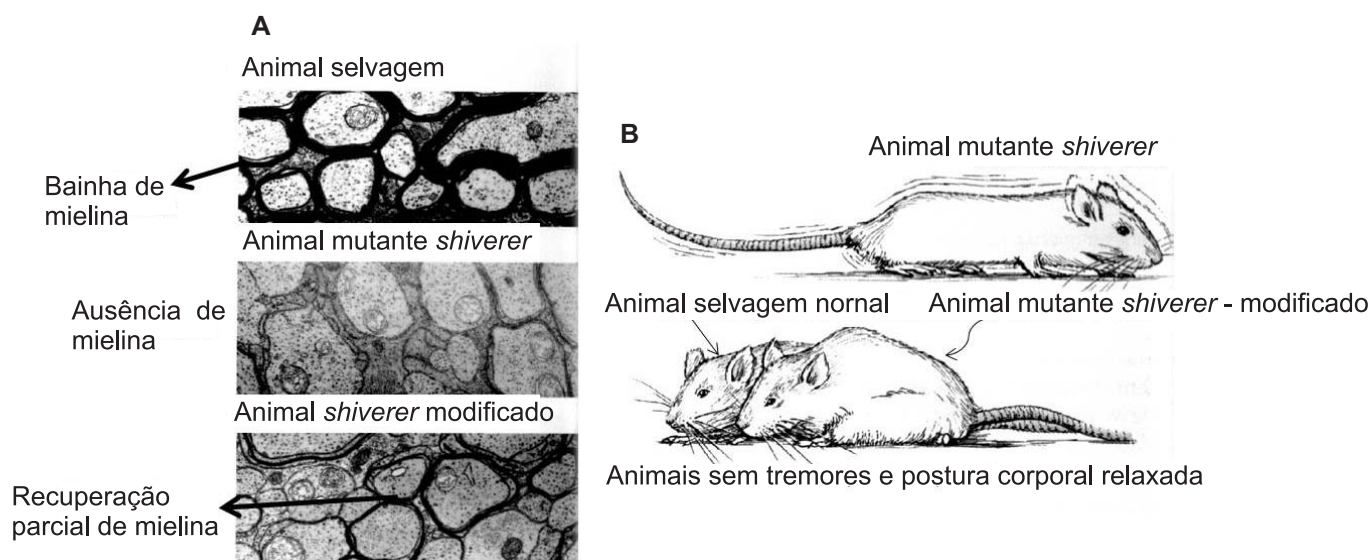 A
Animal selvagem
Bainha de
mielina
Animal mutante shiverer
Ausência de
mielina
Animal shiverer modificado
Recuperação
parcial de mielina
B
Animal mutante shiverer
Animal selvagem nornal
Animal mutante shiverer - modificado
Animais sem tremores e postura corporal relaxada